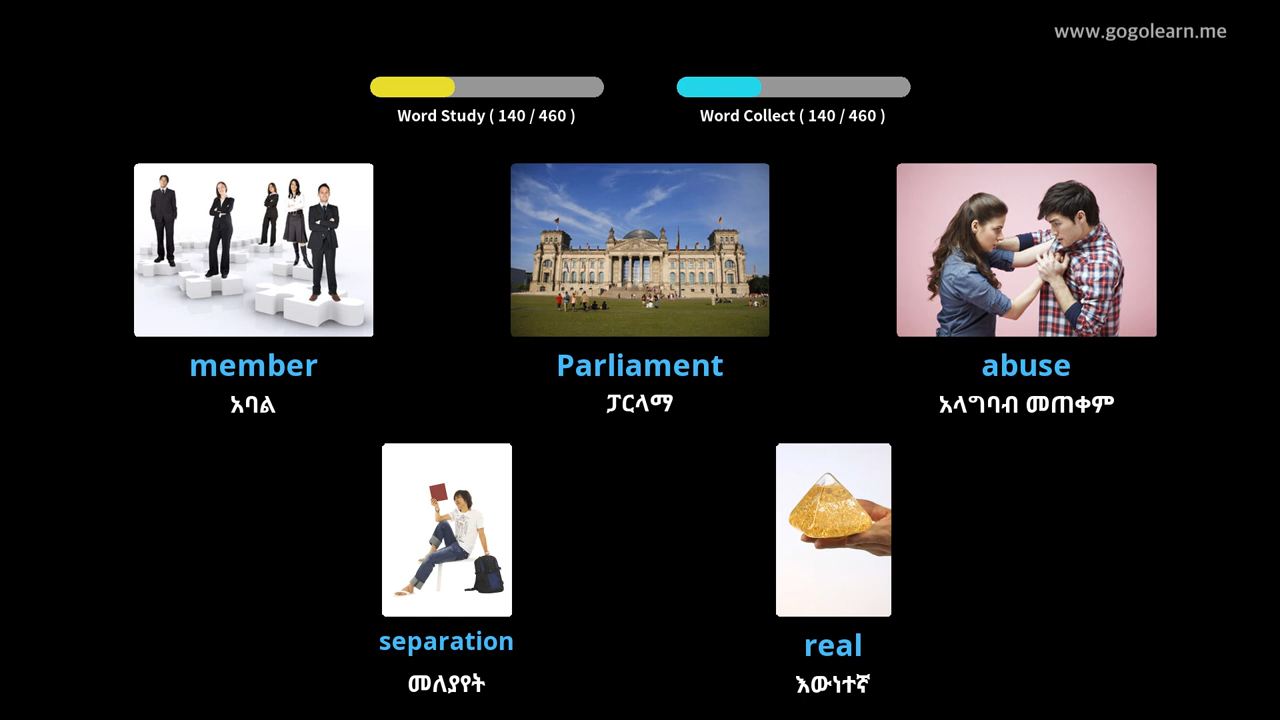 www.gogolearn.me
Word Study ( 140 / 460 )
Word Collect ( 140 / 460 )
member
Parliament
abuse
አባል
ፓርላማ
አላግባብ መጠቀም
separation
real
መለያየት
እውነተኛ